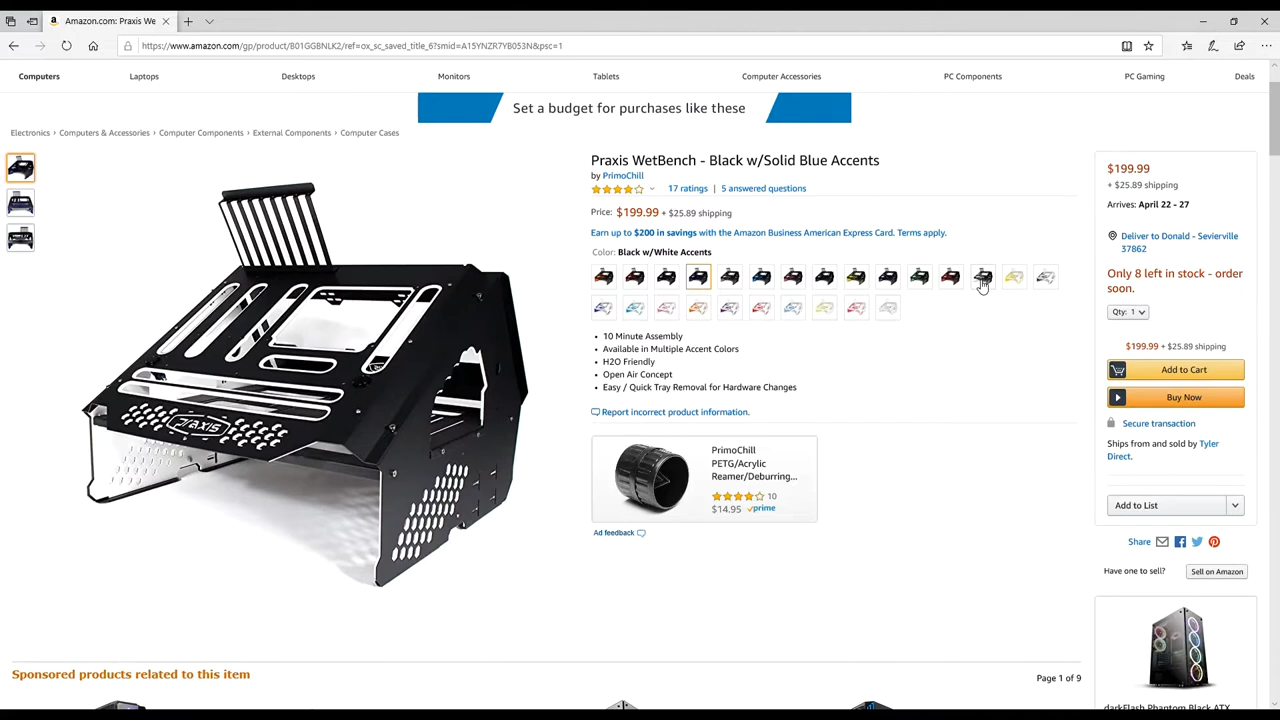 Amazon.com: Praxis We
https://www.amazon.com/gp/product/B01GGBNLK2/ref=ox_sc_saved_title_6?smid=A15YNZR7YB053N&psc=1
Computers Laptops Desktops Monitors Tablets Computer Accessories PC Components PC Gaming Deals
Set a budget for purchases like these
Electronics › Computers & Accessories › Computer Components › External Components › Computer Cases
Praxis WetBench - Black w/Solid Blue Accents
by PrimoChill
17 ratings | 5 answered questions
Price: $199.99 + $25.89 shipping
Earn up to $200 in savings with the Amazon Business American Express Card. Terms apply.
Color: Black w/White Accents
• 10 Minute Assembly
• Available in Multiple Accent Colors
• H2O Friendly
• Open Air Concept
• Easy / Quick Tray Removal for Hardware Changes
Report incorrect product information.
PrimoChill
PETG/Acrylic
Reamer/Deburring...
10
$14.95 prime
Ad feedback
Praxis
$199.99
+ $25.89 shipping
Arrives: April 22 - 27
Deliver to Donald - Sevierville
37862
Only 8 left in stock - order
soon.
Qty: 1
$199.99 + $25.89 shipping
Add to Cart
Buy Now
Secure transaction
Ships from and sold by Tyler
Direct.
Add to List
Share
Have one to sell? Sell on Amazon
Sponsored products related to this item
Page 1 of 9
darkFlash Phantom Black ATX